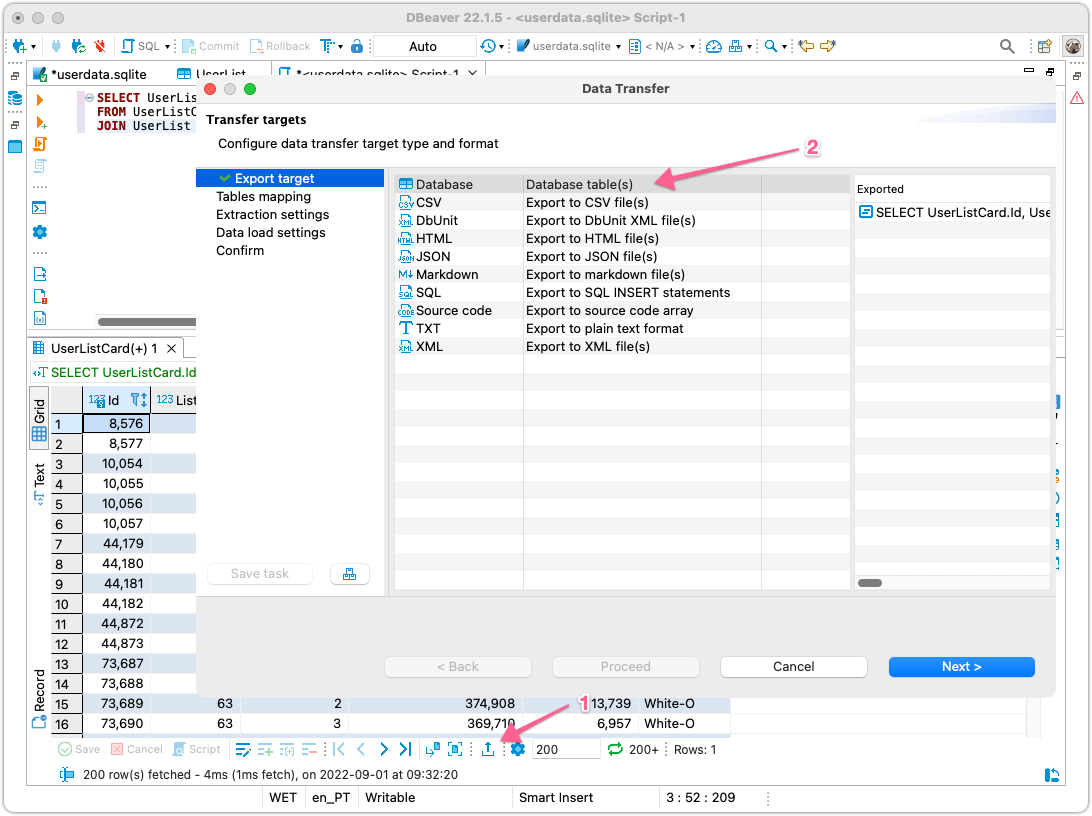 DBeaver 22.1.5 - <userdata.sqlite> Script-1
SQL Commit Rollback Auto userdata.sqlite < N/A >
*userdata.sqlite UserList *<userdata.sqlite> Script-1
SELECT UserLis
FROM UserListC
JOIN UserList
Data Transfer
Transfer targets
Configure data transfer target type and format
2
Export target
Tables mapping
Extraction settings
Data load settings
Confirm
Database Database table(s)
CSV Export to CSV file(s)
DbUnit Export to DbUnit XML file(s)
HTML Export to HTML file(s)
JSON Export to JSON file(s)
Markdown Export to markdown file(s)
SQL Export to SQL INSERT statements
Source code Export to source code array
TXT Export to plain text format
XML Export to XML file(s)
Exported
SELECT UserListCard.Id, Use
Save task
< Back Proceed Cancel Next >
UserListCard(+) 1
SELECT UserListCard.Id
Grid
Text
Record
123 Id 123 List
1 8,576
2 8,577
3 10,054
4 10,055
5 10,056
6 10,057
7 44,179
8 44,180
9 44,181
10 44,182
11 44,872
12 44,873
13 73,687
14 73,688
15 73,689 63 2 374,908 13,739 White-O
16 73,690 63 3 369,710 6,957 White-O
1
Save Cancel Script 200 200+ Rows: 1
200 row(s) fetched - 4ms (1ms fetch), on 2022-09-01 at 09:32:20
WET en_PT Writable Smart Insert 3 : 52 : 209